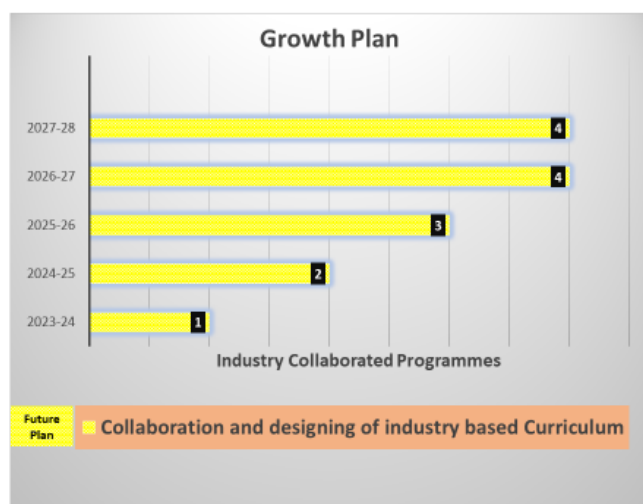 Growth Plan
2027-28
4
2026-27
4
2025-26
3
2024-25
2
2023-24
1
Industry Collaborated Programmes
Future
Plan
Collaboration and designing of industry based Curriculum